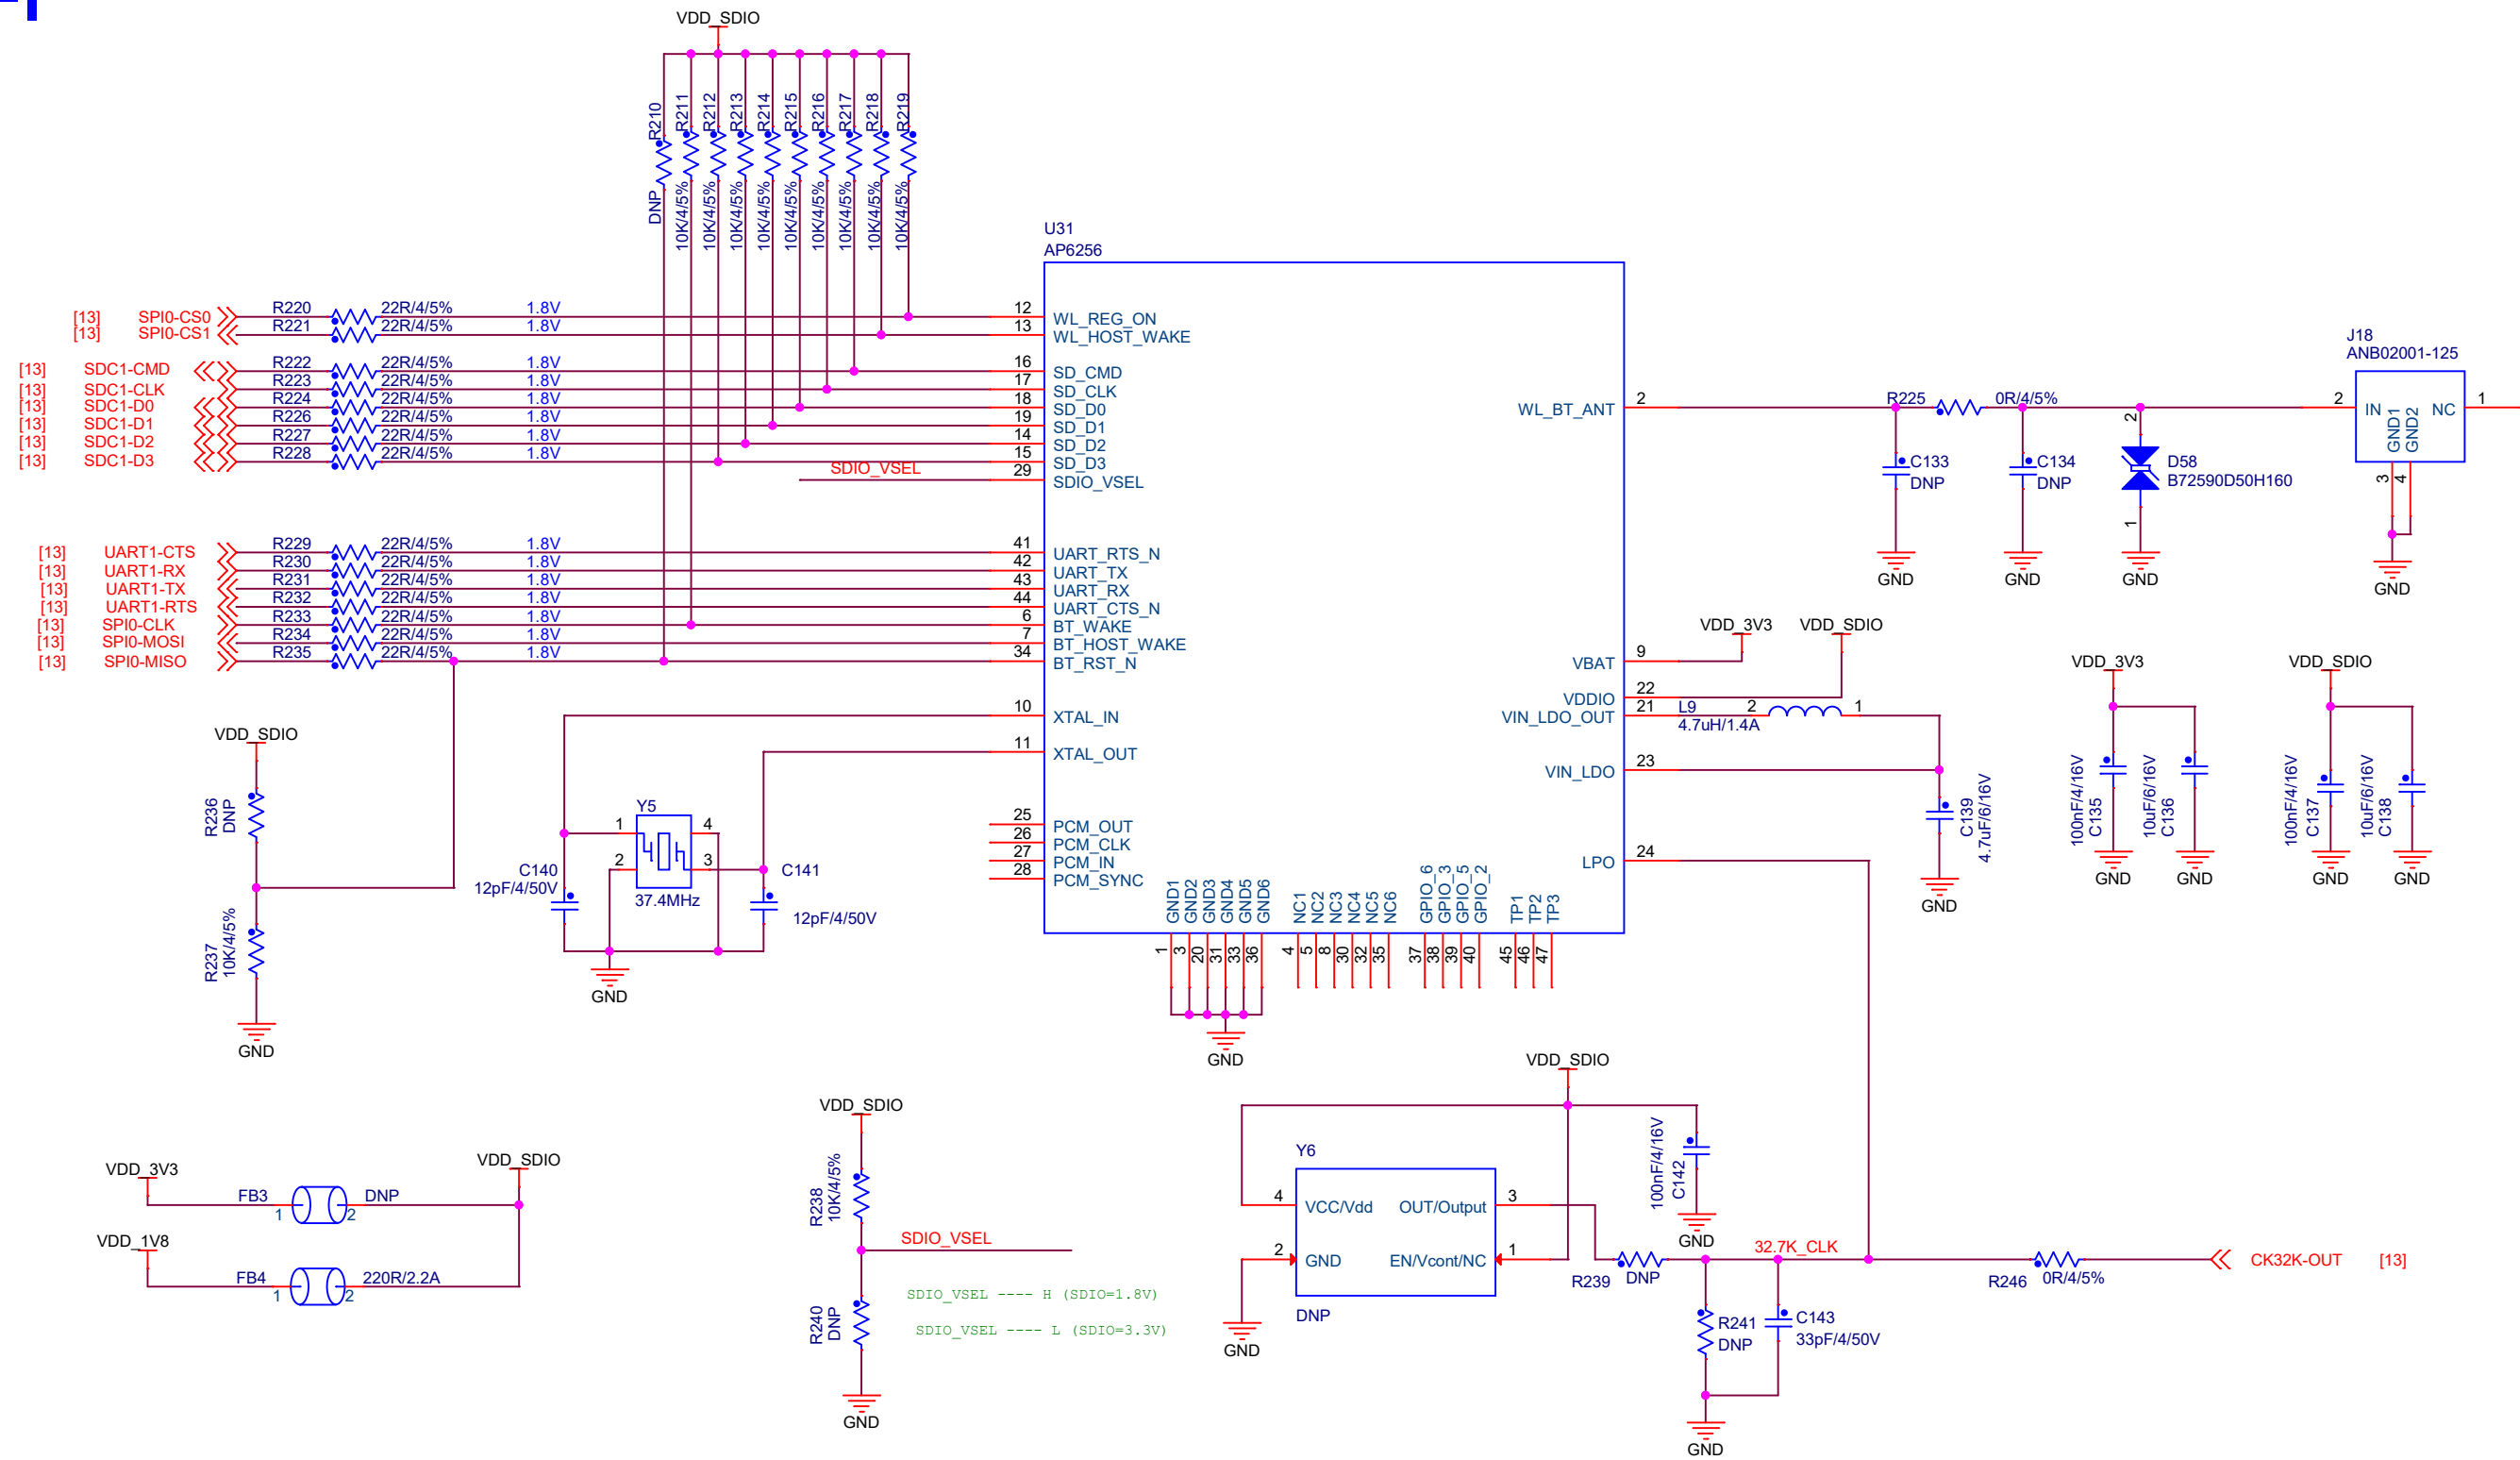 VDD_SDIO
R210
R211
R212
R213
R214
R215
R216
R217
R218
R219
DNP
10K/4/5%
10K/4/5%
10K/4/5%
10K/4/5%
10K/4/5%
10K/4/5%
10K/4/5%
10K/4/5%
10K/4/5%
U31
AP6256
[13] SPI0-CS0 R220 22R/4/5% 1.8V 12 WL_REG_ON
[13] SPI0-CS1 R221 22R/4/5% 1.8V 13 WL_HOST_WAKE
[13] SDC1-CMD R222 22R/4/5% 1.8V 16 SD_CMD
[13] SDC1-CLK R223 22R/4/5% 1.8V 17 SD_CLK
[13] SDC1-D0 R224 22R/4/5% 1.8V 18 SD_D0
[13] SDC1-D1 R226 22R/4/5% 1.8V 19 SD_D1
[13] SDC1-D2 R227 22R/4/5% 1.8V 14 SD_D2
[13] SDC1-D3 R228 22R/4/5% 1.8V 15 SD_D3
SDIO_VSEL 29 SDIO_VSEL
[13] UART1-CTS R229 22R/4/5% 1.8V 41 UART_RTS_N
[13] UART1-RX R230 22R/4/5% 1.8V 42 UART_TX
[13] UART1-TX R231 22R/4/5% 1.8V 43 UART_RX
[13] UART1-RTS R232 22R/4/5% 1.8V 44 UART_CTS_N
[13] SPI0-CLK R233 22R/4/5% 1.8V 6 BT_WAKE
[13] SPI0-MOSI R234 22R/4/5% 1.8V 7 BT_HOST_WAKE
[13] SPI0-MISO R235 22R/4/5% 1.8V 34 BT_RST_N
10 XTAL_IN
11 XTAL_OUT
25 PCM_OUT
26 PCM_CLK
27 PCM_IN
28 PCM_SYNC
WL_BT_ANT 2
R225 0R/4/5%
C133
DNP
GND
C134
DNP
GND
2
D58
B72590D50H160
1
GND
J18
ANB02001-125
2 IN NC 1
GND1
GND2
3
4
GND
VDD_3V3 VDD_SDIO
VBAT 9
VDDIO 22
VIN_LDO_OUT 21
L9 2 1
4.7uH/1.4A
VIN_LDO 23
C139
4.7uF/6/16V
GND
LPO 24
VDD_3V3
100nF/4/16V
C135
10uF/6/16V
C136
GND GND
VDD_SDIO
100nF/4/16V
C137
10uF/6/16V
C138
GND GND
GND1
GND2
GND3
GND4
GND5
GND6
NC1
NC2
NC3
NC4
NC5
NC6
GPIO_6
GPIO_3
GPIO_5
GPIO_2
TP1
TP2
TP3
1
3
20
31
33
36
4
5
8
30
32
35
37
38
39
40
45
46
47
GND
VDD_SDIO
R236
DNP
R237
10K/4/5%
GND
Y5
1 4
2 3
37.4MHz
C140
12pF/4/50V
C141
12pF/4/50V
GND
VDD_3V3
FB3 DNP
1 2
VDD_SDIO
VDD_1V8
FB4 220R/2.2A
1 2
VDD_SDIO
R238
10K/4/5%
SDIO_VSEL
R240
DNP
GND
SDIO_VSEL ---- H (SDIO=1.8V)
SDIO_VSEL ---- L (SDIO=3.3V)
VDD_SDIO
Y6
4 VCC/Vdd OUT/Output 3
2 GND EN/Vcont/NC 1
DNP
GND
100nF/4/16V
C142
GND
R239 DNP
32.7K_CLK
R246 0R/4/5%
CK32K-OUT [13]
R241
DNP
C143
33pF/4/50V
GND